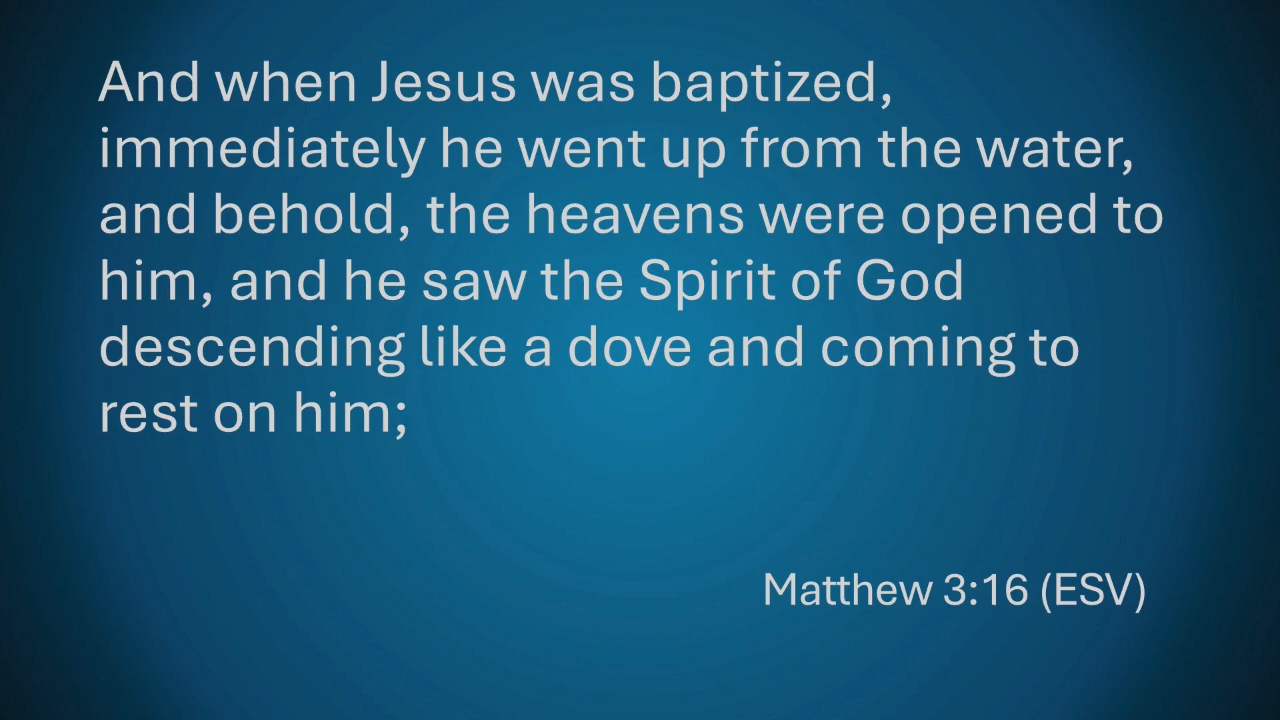 And when Jesus was baptized,
immediately he went up from the water,
and behold, the heavens were opened to
him, and he saw the Spirit of God
descending like a dove and coming to
rest on him;
Matthew 3:16 (ESV)